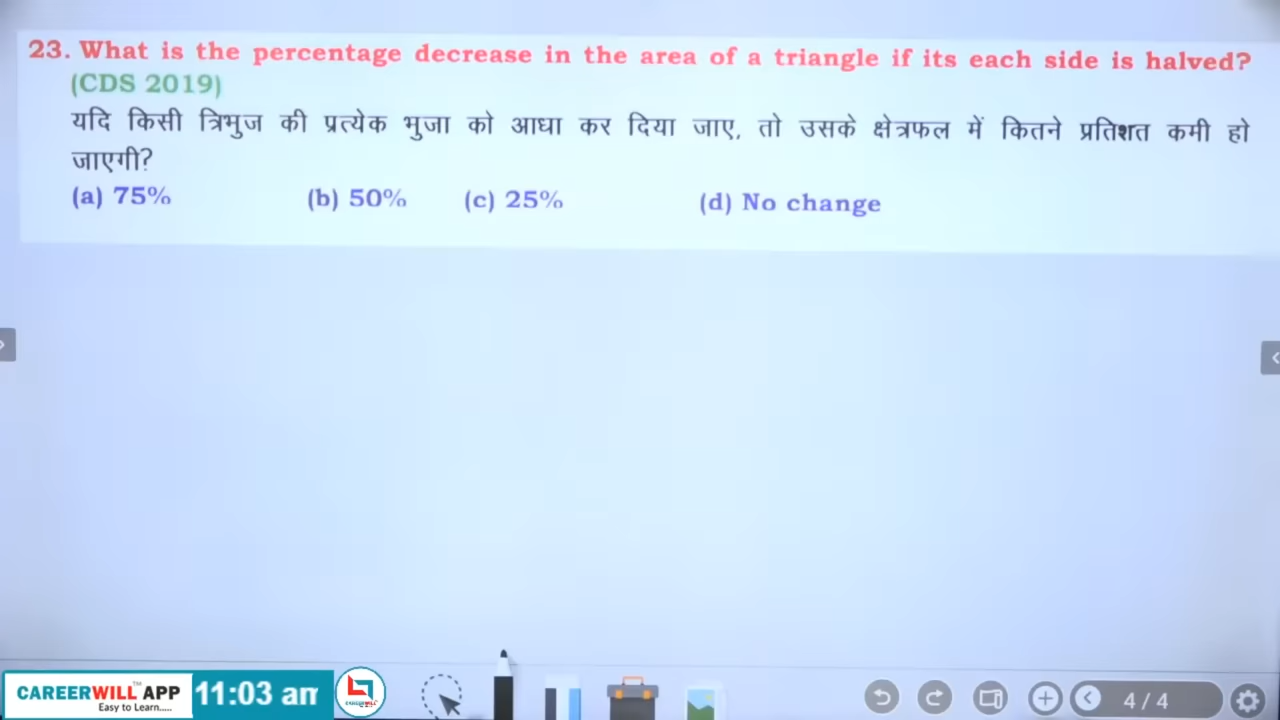 23. What is the percentage decrease in the area of a triangle if its each side is halved?
(CDS 2019)
यदि किसी त्रिभुज की प्रत्येक भुजा को आधा कर दिया जाए, तो उसके क्षेत्रफल में कितने प्रतिशत कमी हो
जाएगी?
(a) 75% (b) 50% (c) 25% (d) No change
CAREERWILL™ APP
Easy to Learn.....
11:03 am
CAREERWILL
4 / 4